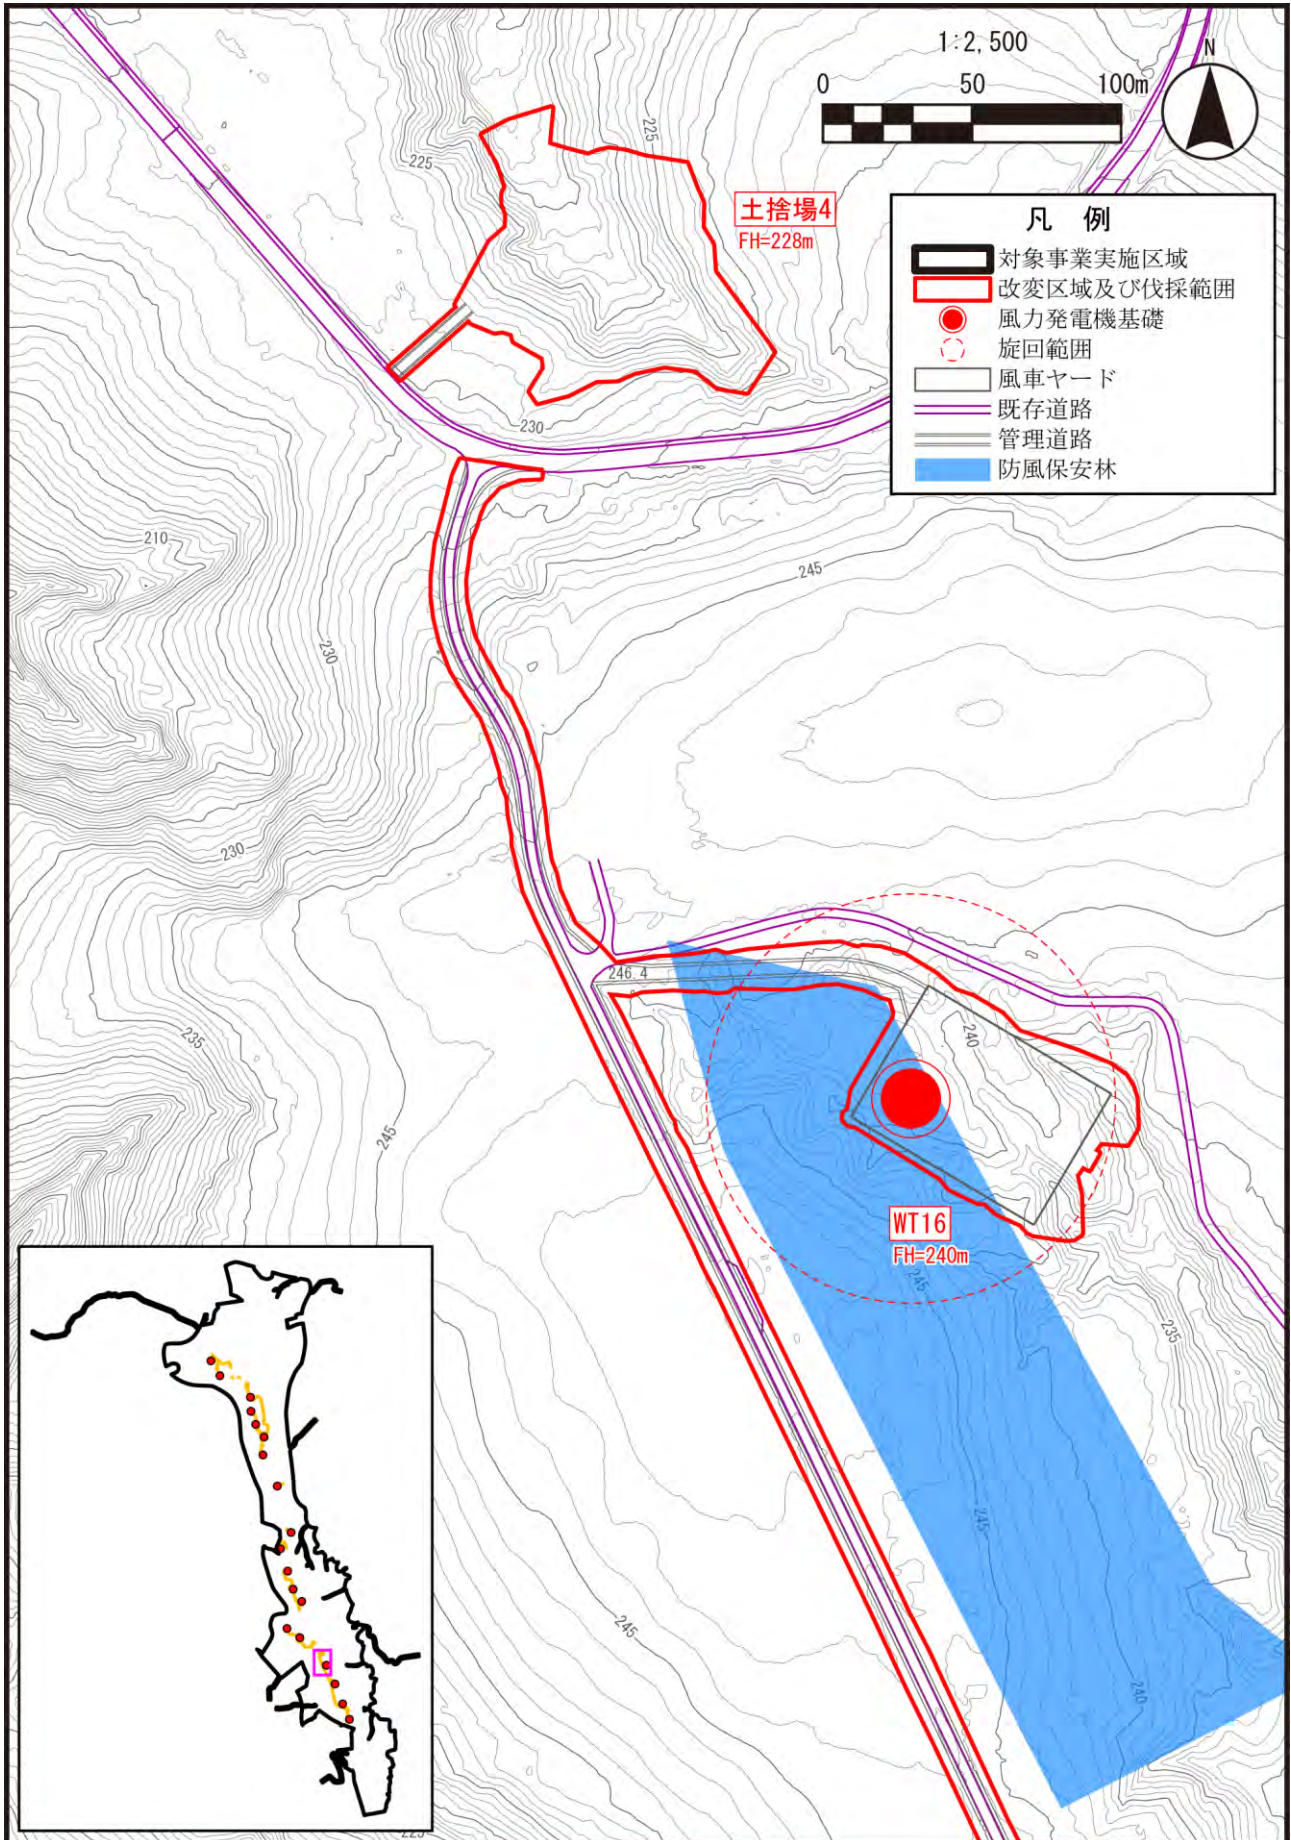 1:2,500
0 50 100m
N
225
225
土捨場4
FH=228m
凡 例
対象事業実施区域
改変区域及び伐採範囲
風力発電機基礎
旋回範囲
風車ヤード
既存道路
管理道路
防風保安林
230
210
245
230
230
246.4
235
240
245
WT16
FH=240m
245
235
245
245
240